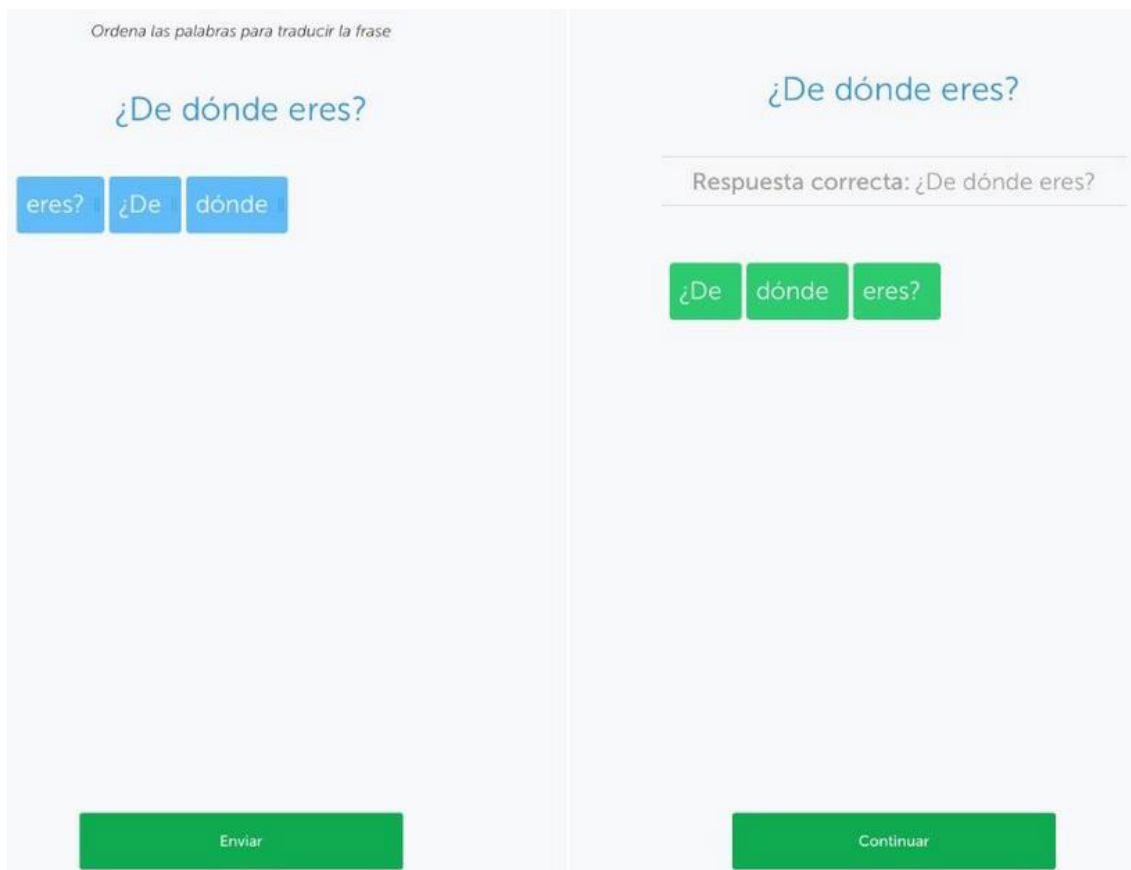 Ordena las palabras para traducir la frase
¿De dónde eres?
eres? ¿De dónde
Enviar
¿De dónde eres?
Respuesta correcta: ¿De dónde eres?
¿De dónde eres?
Continuar